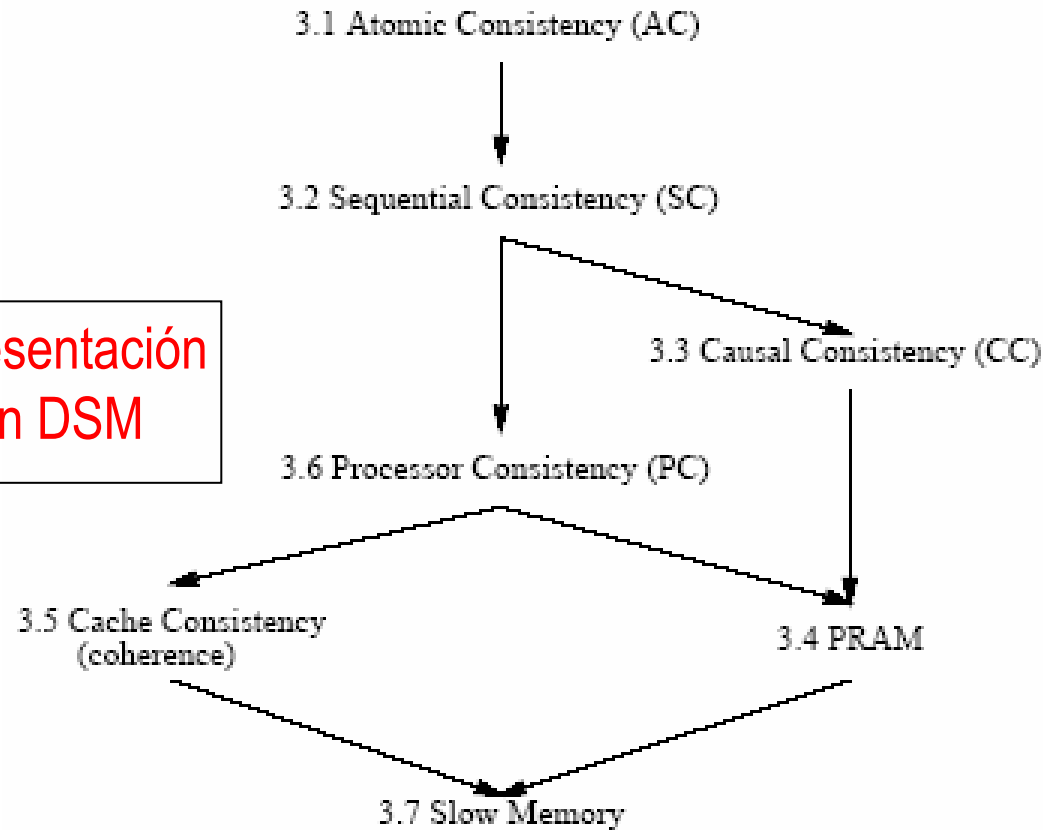 3.1 Atomic Consistency (AC)
3.2 Sequential Consistency (SC)
3.3 Causal Consistency (CC)
n DSM
3.6 Processor Consistency (PC)
3.5 Cache Consistency
(coherence)
3.4 PRAM
3.7 Slow Memory